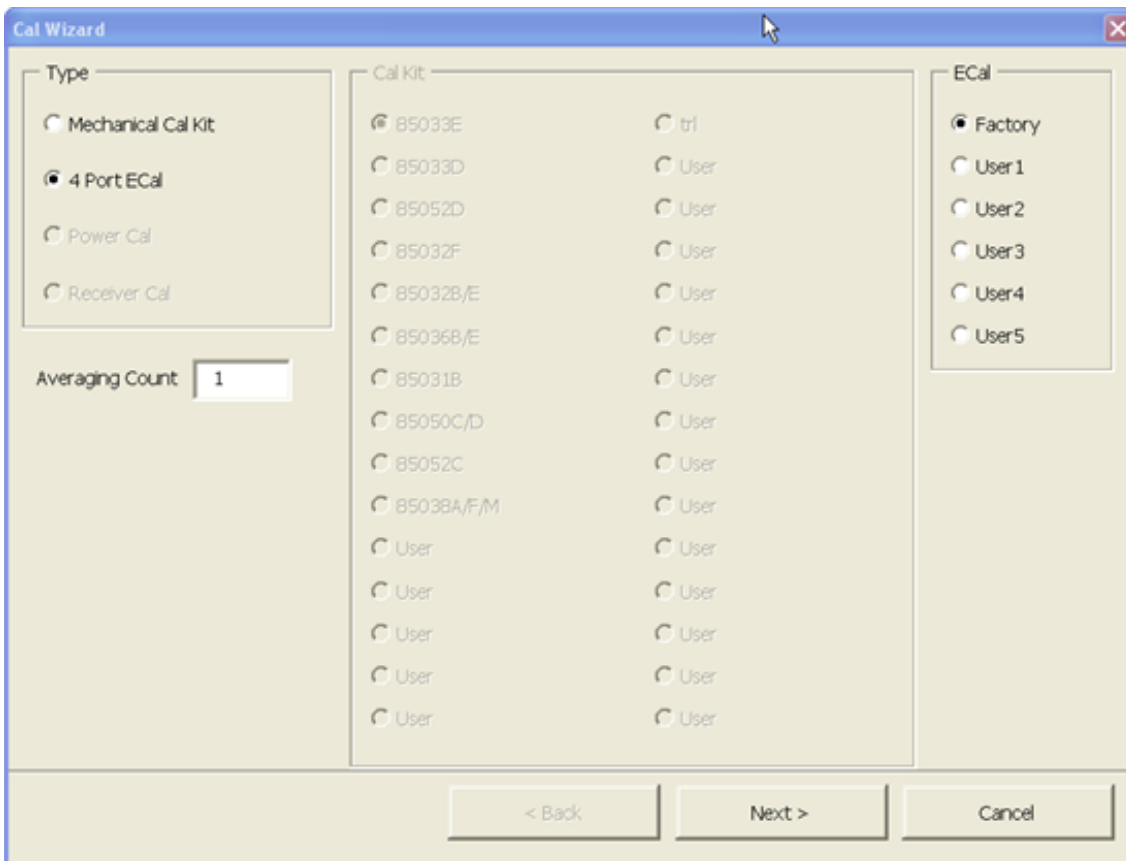 Cal Wizard
Type
Mechanical Cal Kit
4 Port ECal
Power Cal
Receiver Cal
Averaging Count 1
Cal Kit
85033E
85033D
85052D
85032F
85032B/E
85036B/E
85031B
85050C/D
85052C
85038A/F/M
User
User
User
User
User
trl
User
User
User
User
User
User
User
User
User
User
User
User
User
User
ECal
Factory
User1
User2
User3
User4
User5
< Back
Next >
Cancel